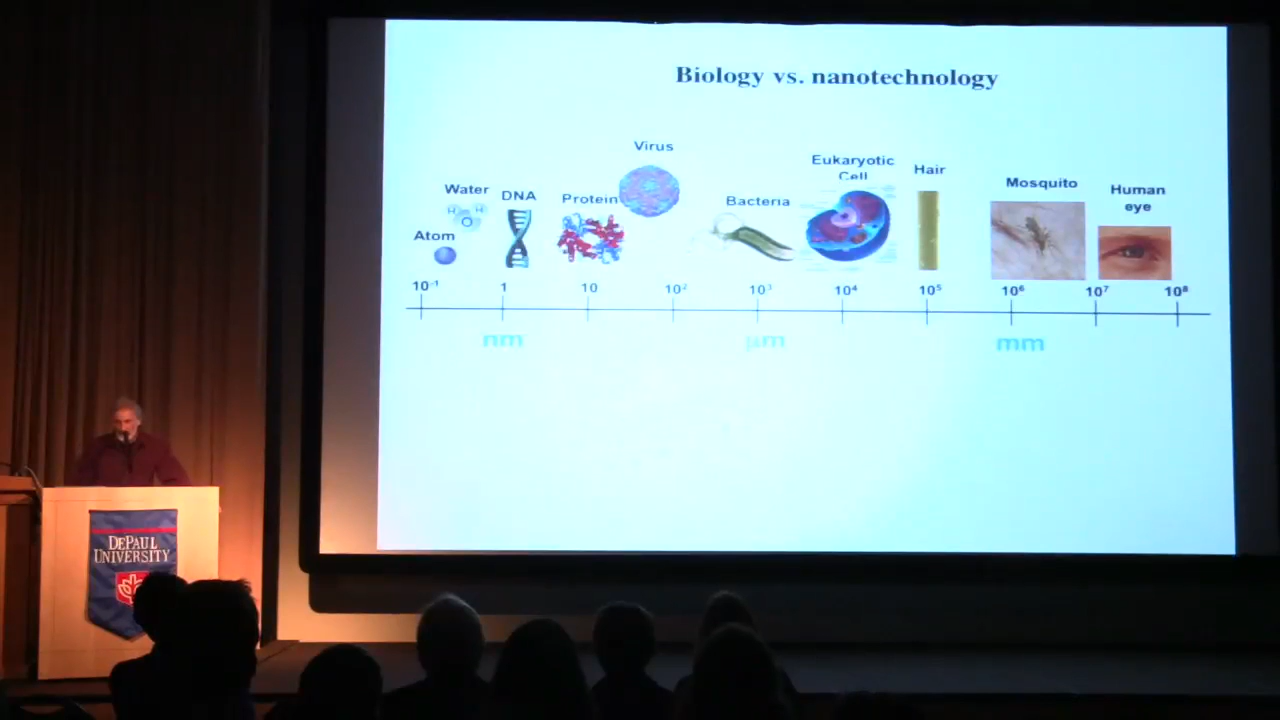 Biology vs. nanotechnology
Virus
Eukaryotic
Cell
Hair
Water
DNA
Protein
Bacteria
Mosquito
Human
eye
H H
O
Atom
10⁻¹ 1 10 10² 10³ 10⁴ 10⁵ 10⁶ 10⁷ 10⁸
nm μm mm
DEPAUL
UNIVERSITY